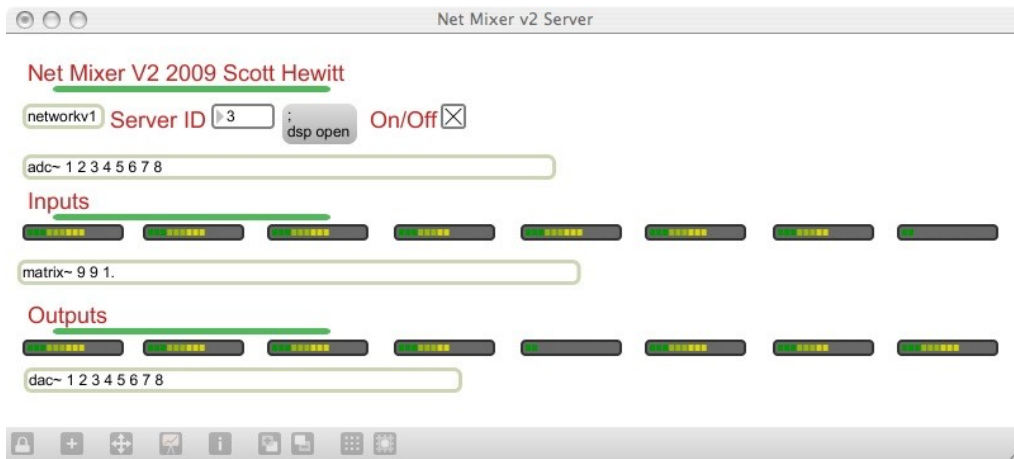 Net Mixer v2 Server
Net Mixer V2 2009 Scott Hewitt
networkv1 Server ID 3 ; dsp open On/Off
adc~ 1 2 3 4 5 6 7 8
Inputs
matrix~ 9 9 1.
Outputs
dac~ 1 2 3 4 5 6 7 8